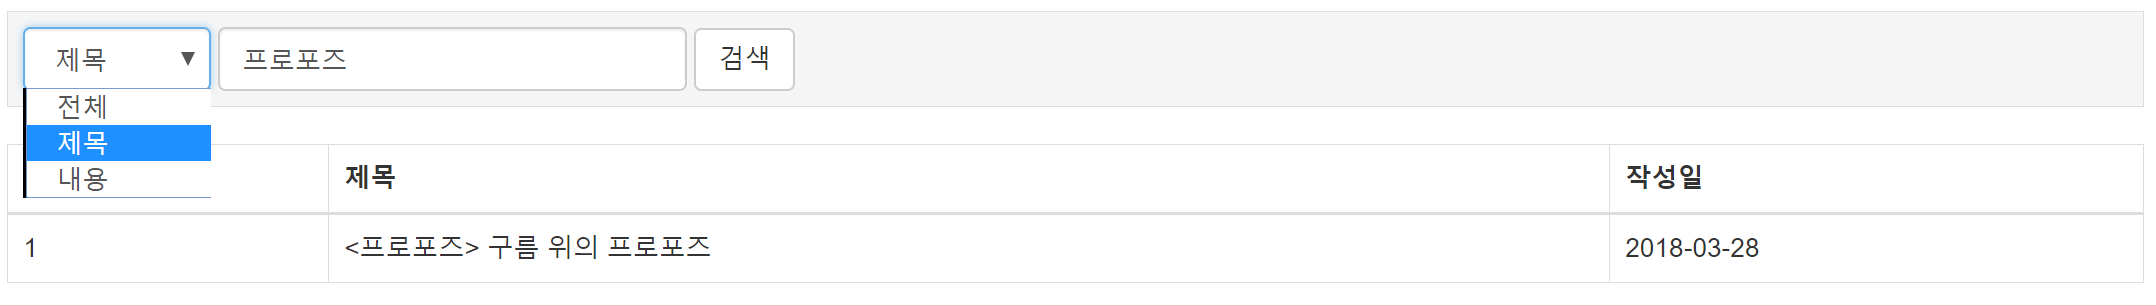 제목 ▼ 프로포즈 검색
전체
제목
내용
제목 작성일
1 <프로포즈> 구름 위의 프로포즈 2018-03-28